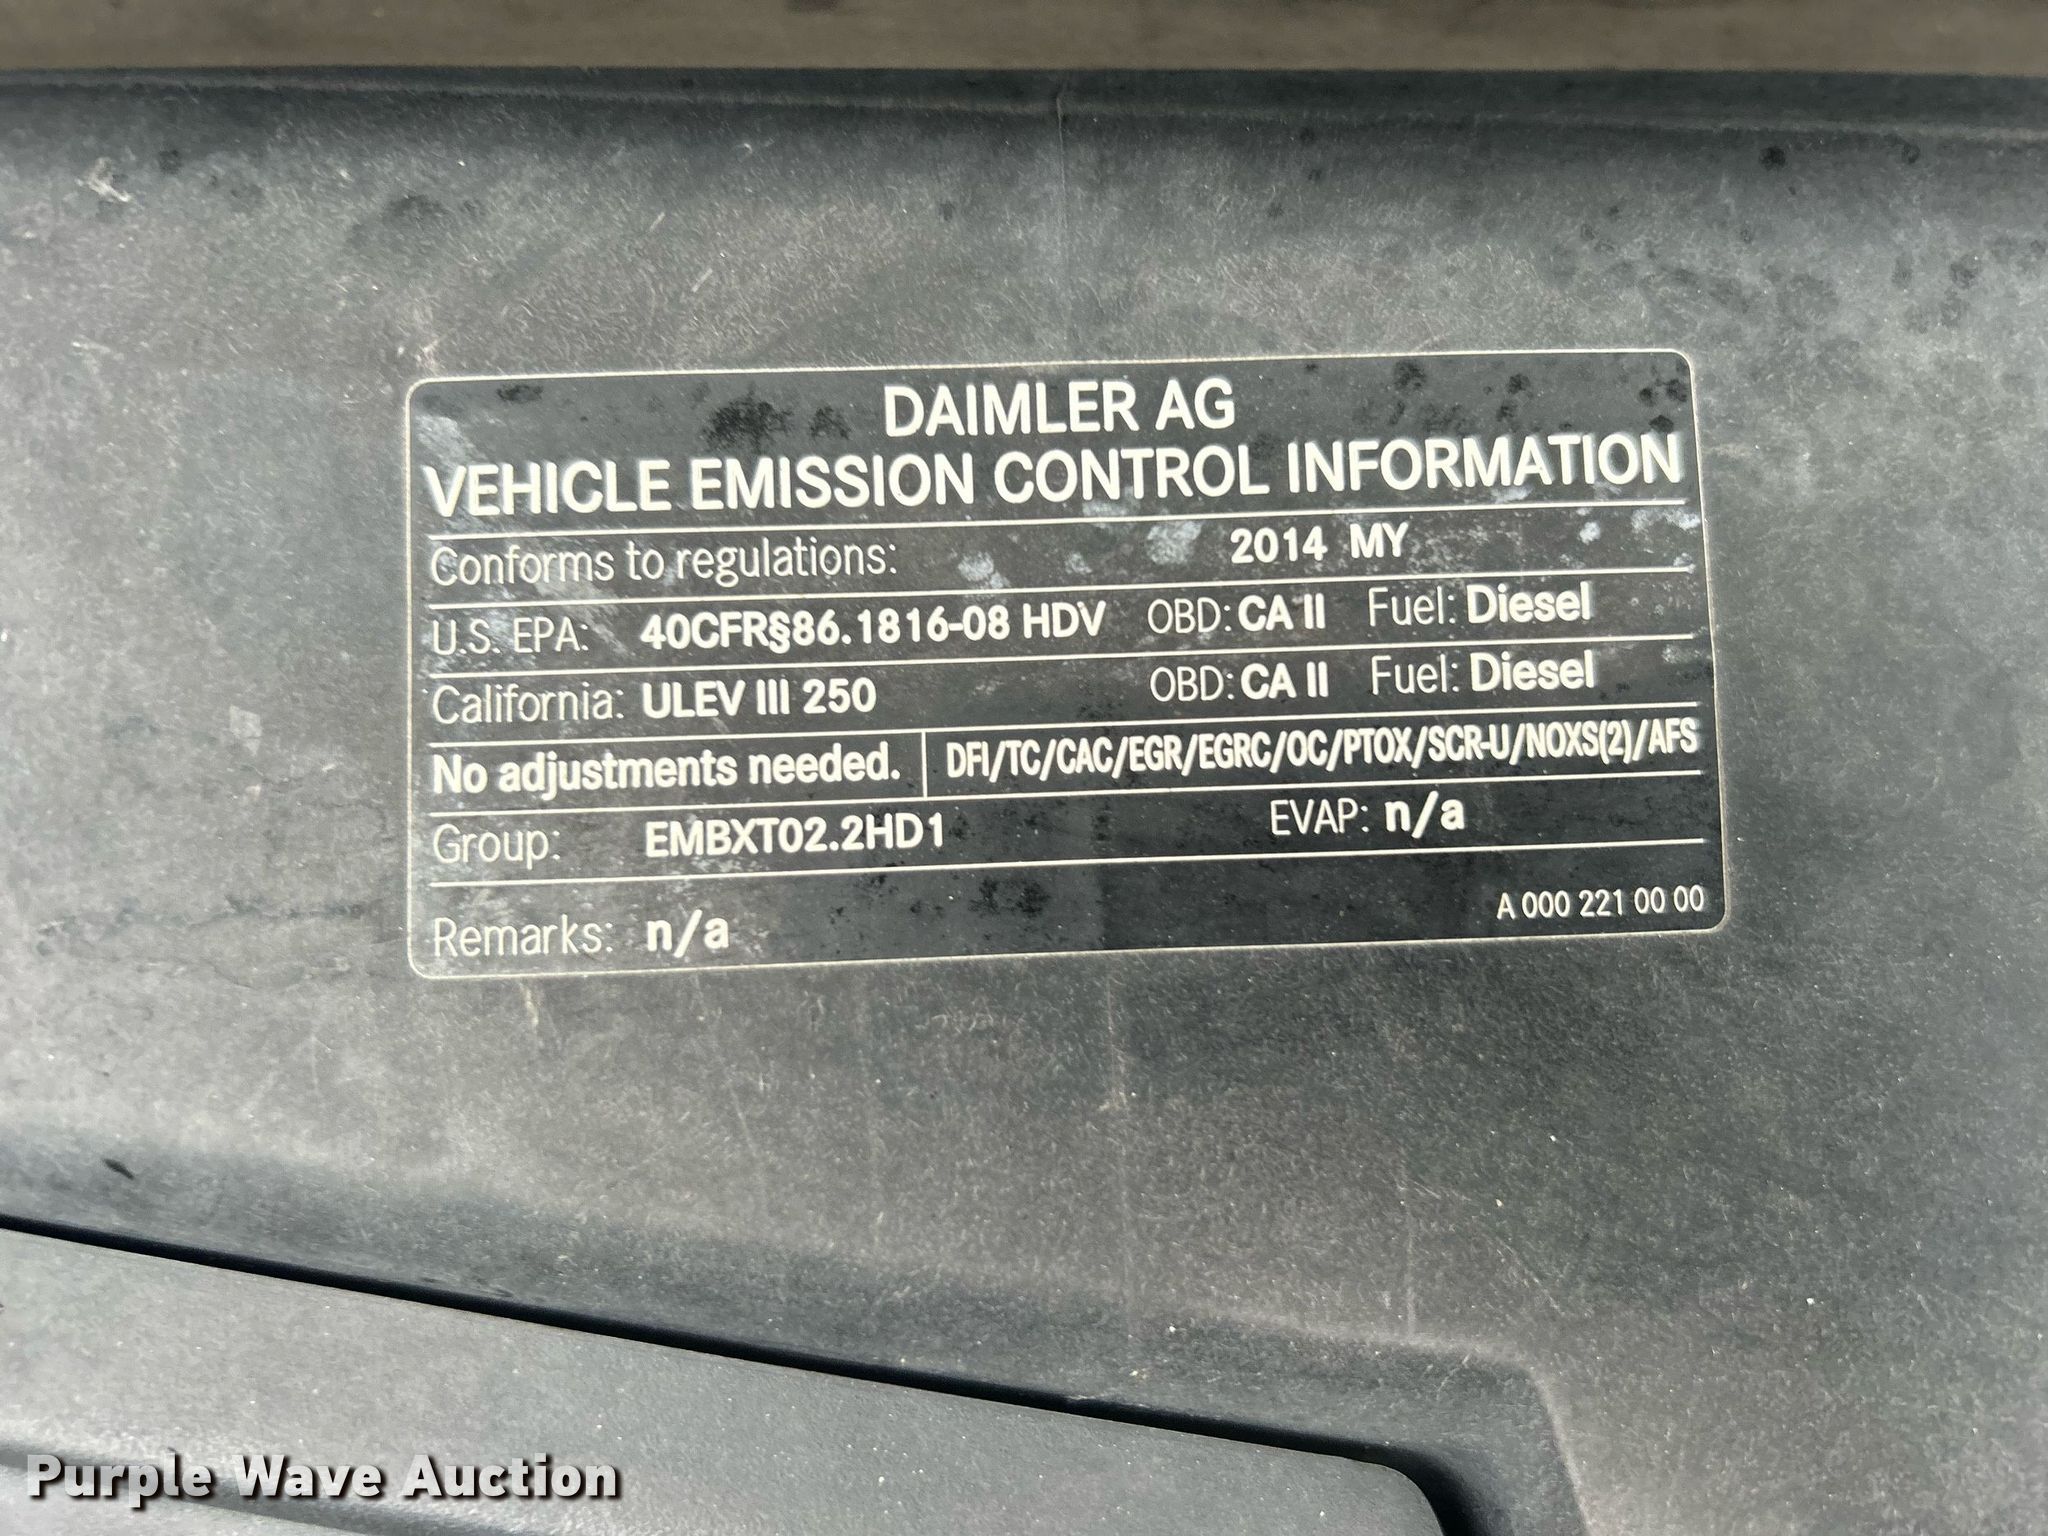 DAIMLER AG
VEHICLE EMISSION CONTROL INFORMATION
Conforms to regulations: 2014 MY
U.S. EPA: 40CFR§86.1816-08 HDV OBD: CA II Fuel: Diesel
California: ULEV III 250 OBD: CA II Fuel: Diesel
No adjustments needed. DFI/TC/CAC/EGR/EGRC/OC/PTOX/SCR-U/NOXS(2)/AFS
Group: EMBXT02.2HD1 EVAP: n/a
Remarks: n/a A 000 221 00 00
Purple Wave Auction